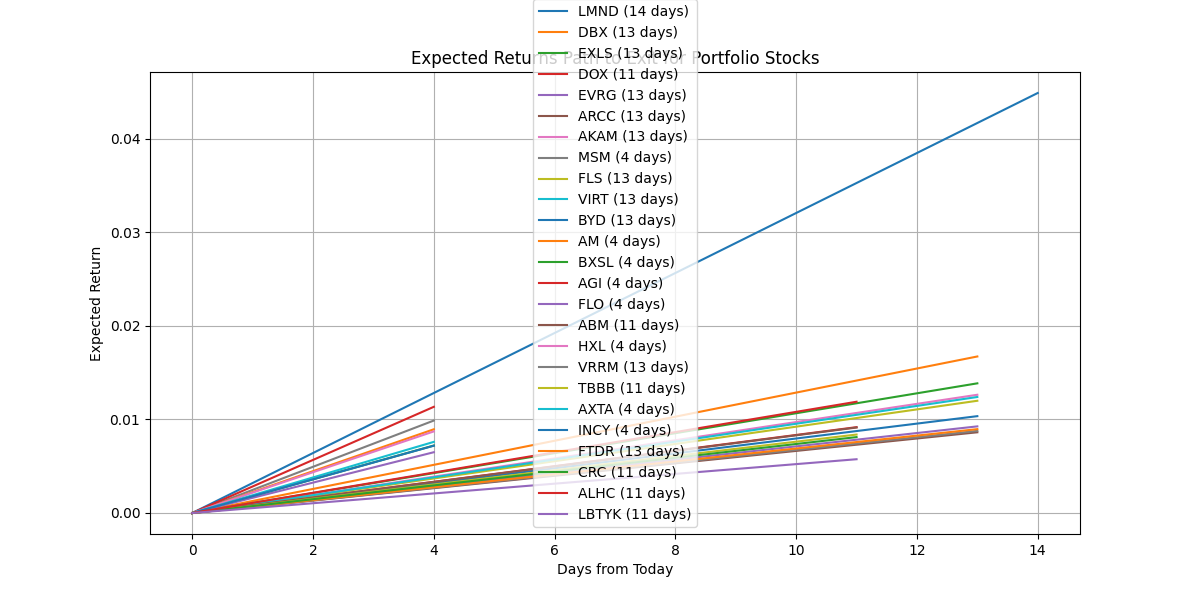 LMND (14 days)
DBX (13 days)
EXLS (13 days)
Expected Returns Path to Exit for Portfolio Stocks
DOX (11 days)
EVRG (13 days)
ARCC (13 days)
AKAM (13 days)
MSM (4 days)
FLS (13 days)
VIRT (13 days)
BYD (13 days)
AM (4 days)
BXSL (4 days)
AGI (4 days)
FLO (4 days)
ABM (11 days)
HXL (4 days)
VRRM (13 days)
TBBB (11 days)
AXTA (4 days)
INCY (4 days)
FTDR (13 days)
CRC (11 days)
ALHC (11 days)
LBTYK (11 days)
Expected Return
0.04
0.03
0.02
0.01
0.00
0 2 4 6 8 10 12 14
Days from Today